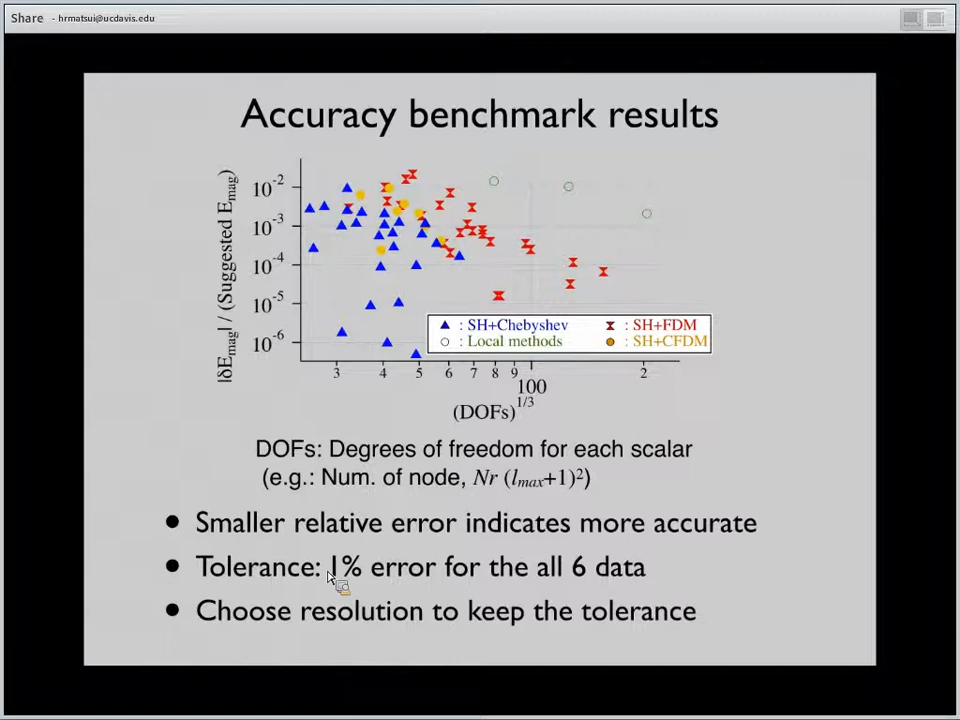 Share - hrmatsui@ucdavis.edu
Accuracy benchmark results
|δE_mag| / (Suggested E_mag)
10^-2
10^-3
10^-4
10^-5
10^-6
▲ : SH+Chebyshev : SH+FDM
○ : Local methods ● : SH+CFDM
3 4 5 6 7 8 9 2
100
(DOFs)^1/3
DOFs: Degrees of freedom for each scalar
(e.g.: Num. of node, Nr (l_max+1)²)
• Smaller relative error indicates more accurate
• Tolerance: 1% error for the all 6 data
• Choose resolution to keep the tolerance